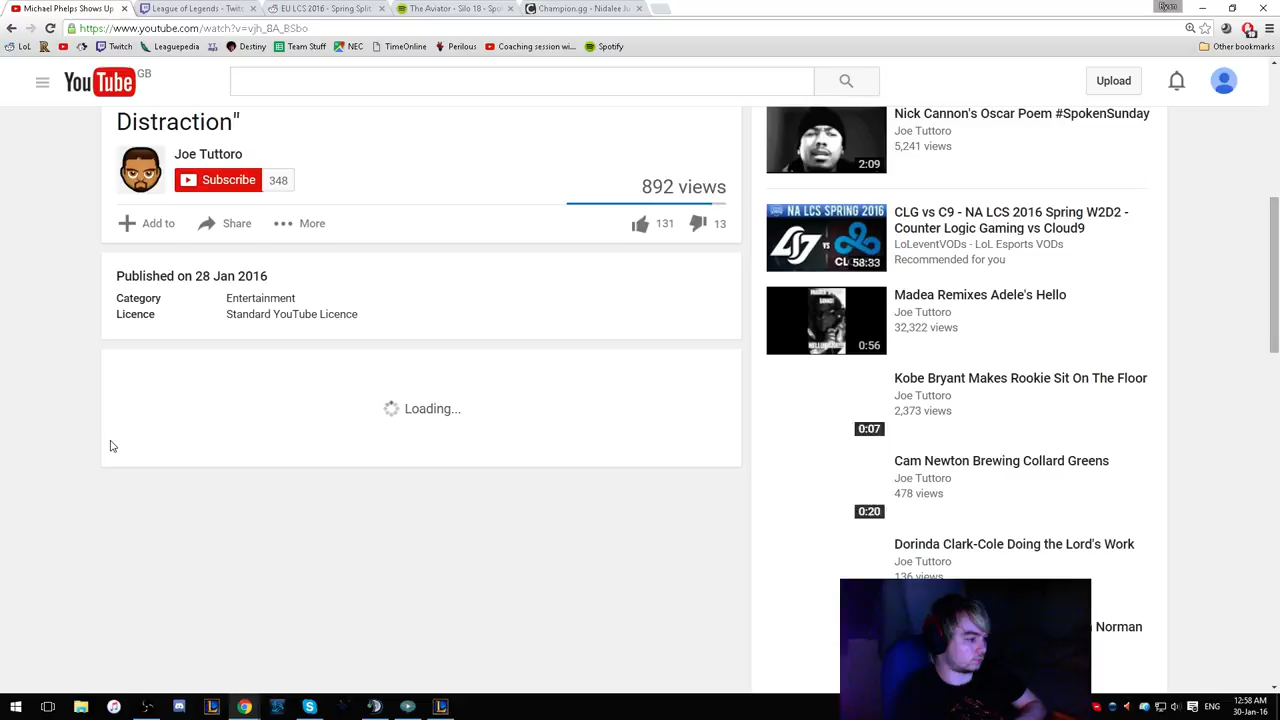 Michael Phelps Shows Up
League of Legends - Twitc
EU LCS 2016 - Spring Split
The Aviator - Silo 18 - Spot
Champion.gg - Nidalee Ju
Ryan
https://www.youtube.com/watch?v=vjh_BA_BSbo
LoL
Twitch
Leaguepedia
Team Stuff
NEC
TimeOnline
Perilous
Coaching session wi...
Spotify
Other bookmarks
YouTube GB
Upload
Distraction"
Joe Tuttoro
Subscribe 348
892 views
Add to
Share
More
131
13
Published on 28 Jan 2016
Category Entertainment
Licence Standard YouTube Licence
Loading...
2:09
Nick Cannon's Oscar Poem #SpokenSunday
Joe Tuttoro
5,241 views
NA LCS SPRING 2016
VS
58:33
CLG vs C9 - NA LCS 2016 Spring W2D2 -
Counter Logic Gaming vs Cloud9
LoLeventVODs - LoL Esports VODs
Recommended for you
0:56
Madea Remixes Adele's Hello
Joe Tuttoro
32,322 views
0:07
Kobe Bryant Makes Rookie Sit On The Floor
Joe Tuttoro
2,373 views
0:20
Cam Newton Brewing Collard Greens
Joe Tuttoro
478 views
Dorinda Clark-Cole Doing the Lord's Work
Joe Tuttoro
136 views
Norman
ENG
12:58 AM
30-Jan-16